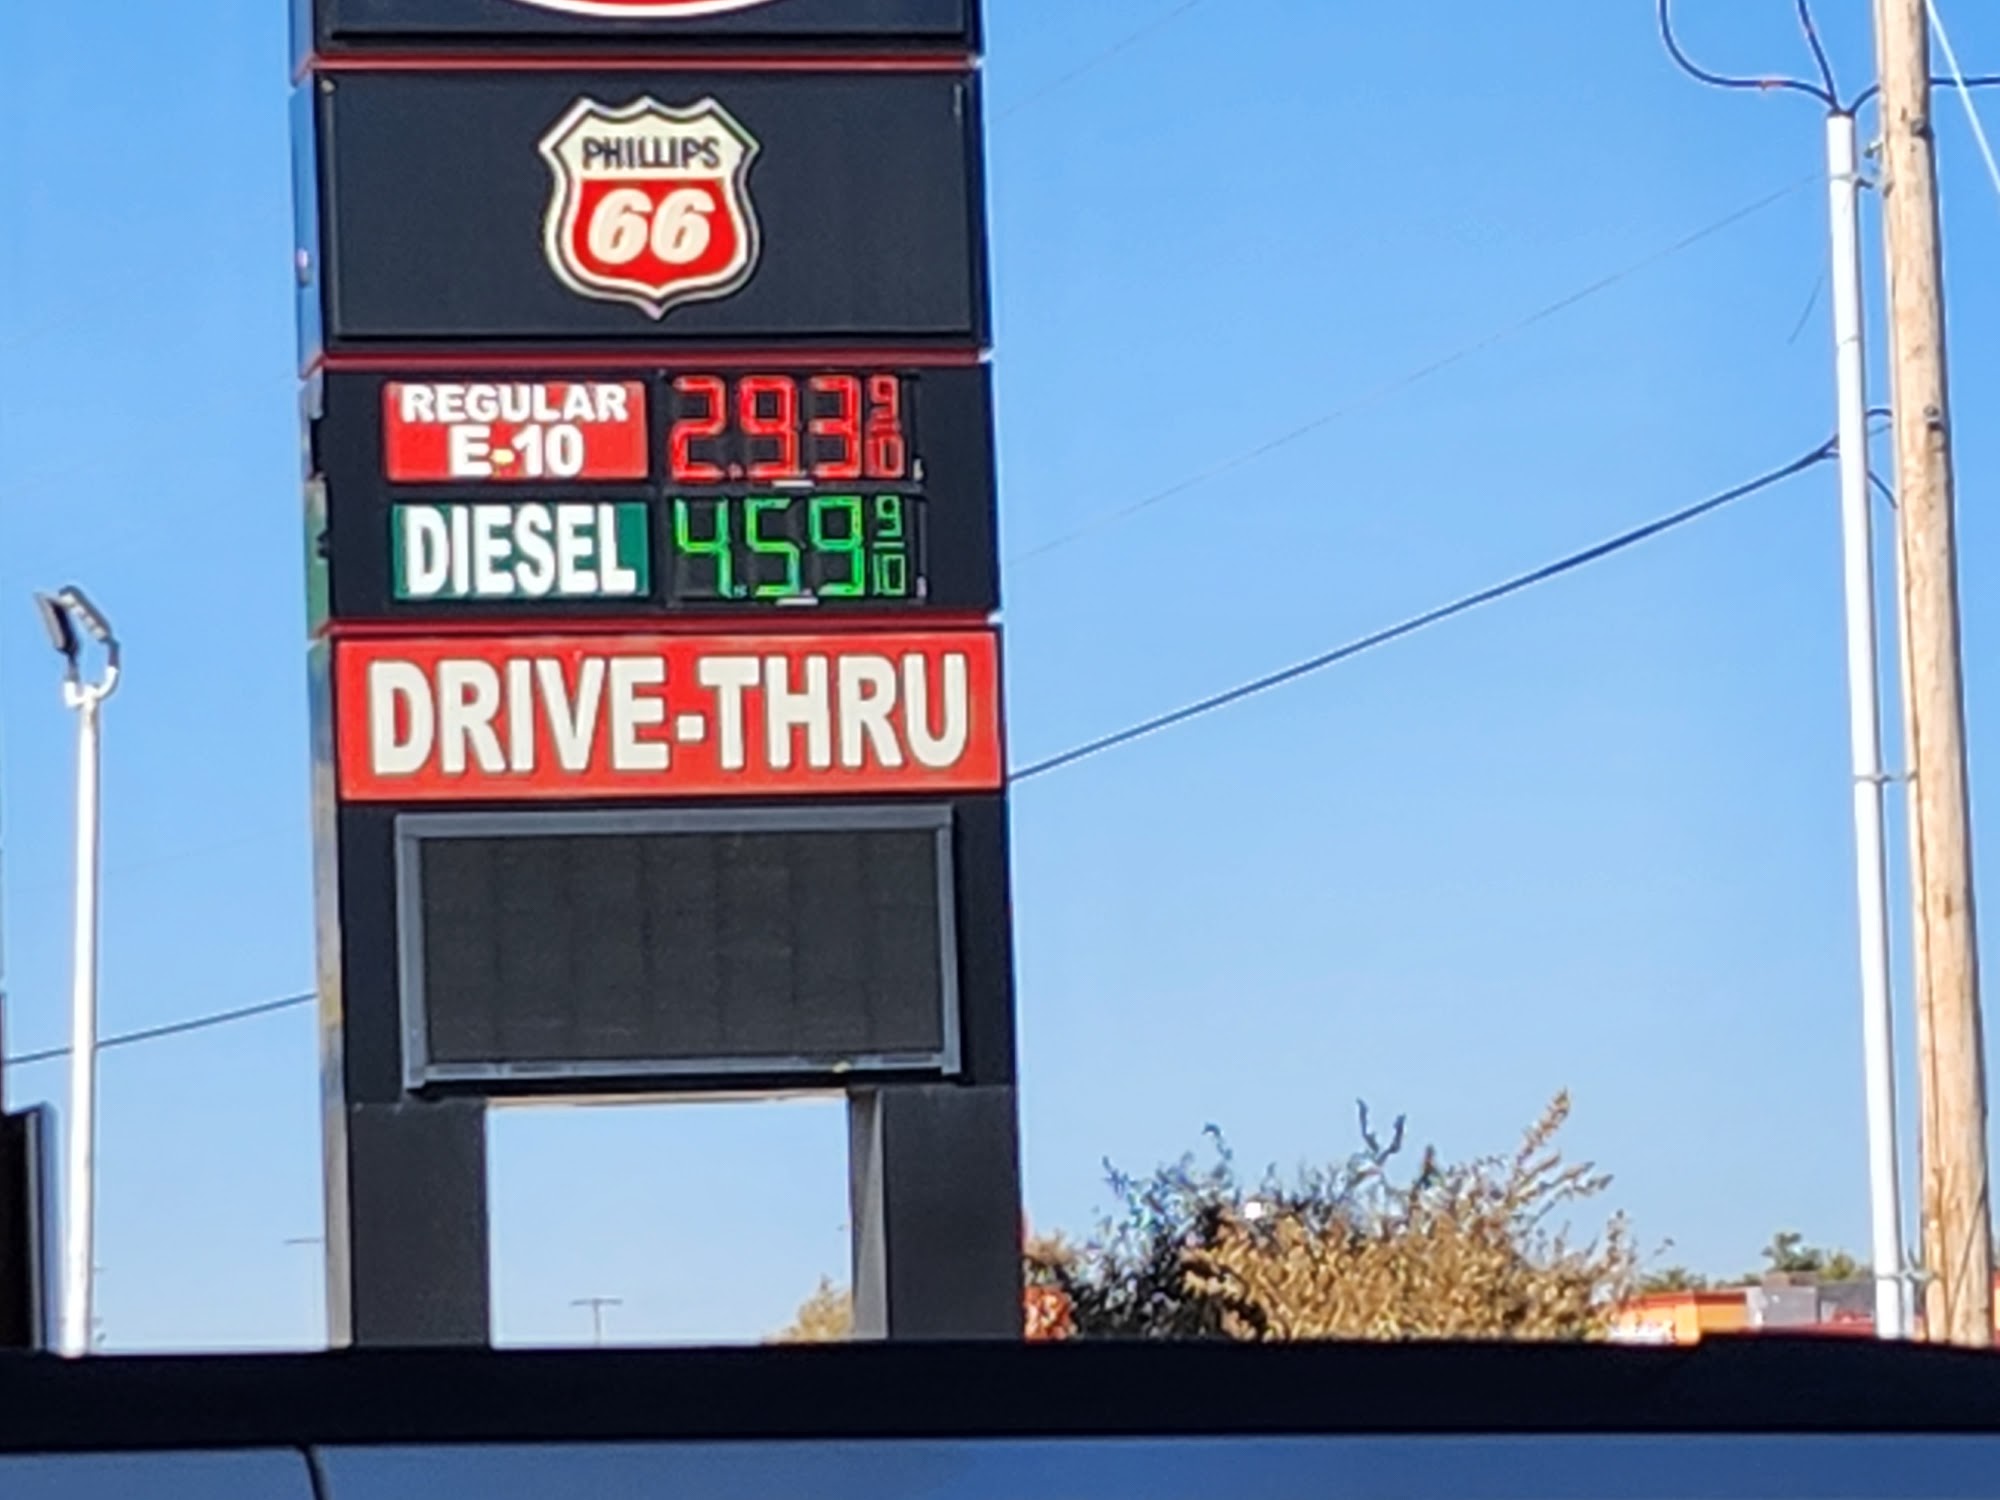 PHILLIPS
66
REGULAR
E-10
2.93 9/10
DIESEL
4.59 9/10
DRIVE-THRU